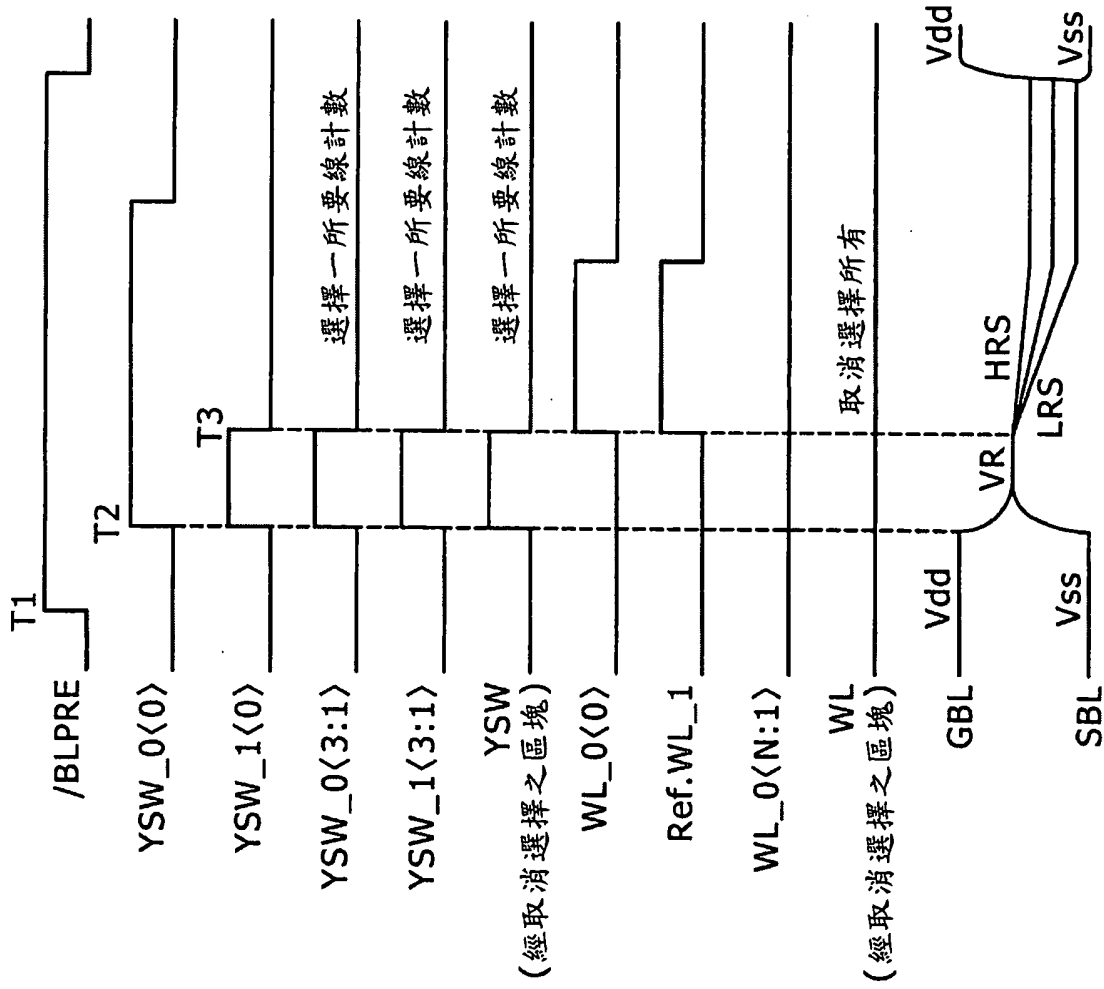 T1
/BLPRE
T2
YSW_0⟨0⟩
T3
YSW_1⟨0⟩
YSW_0⟨3:1⟩ 選擇一所要線計數
YSW_1⟨3:1⟩ 選擇一所要線計數
YSW 選擇一所要線計數
(經取消選擇之區塊)
WL_0⟨0⟩
Ref.WL_1
WL_0⟨N:1⟩
WL 取消選擇所有
(經取消選擇之區塊)
GBL Vdd Vdd
VR HRS
LRS
SBL Vss Vss